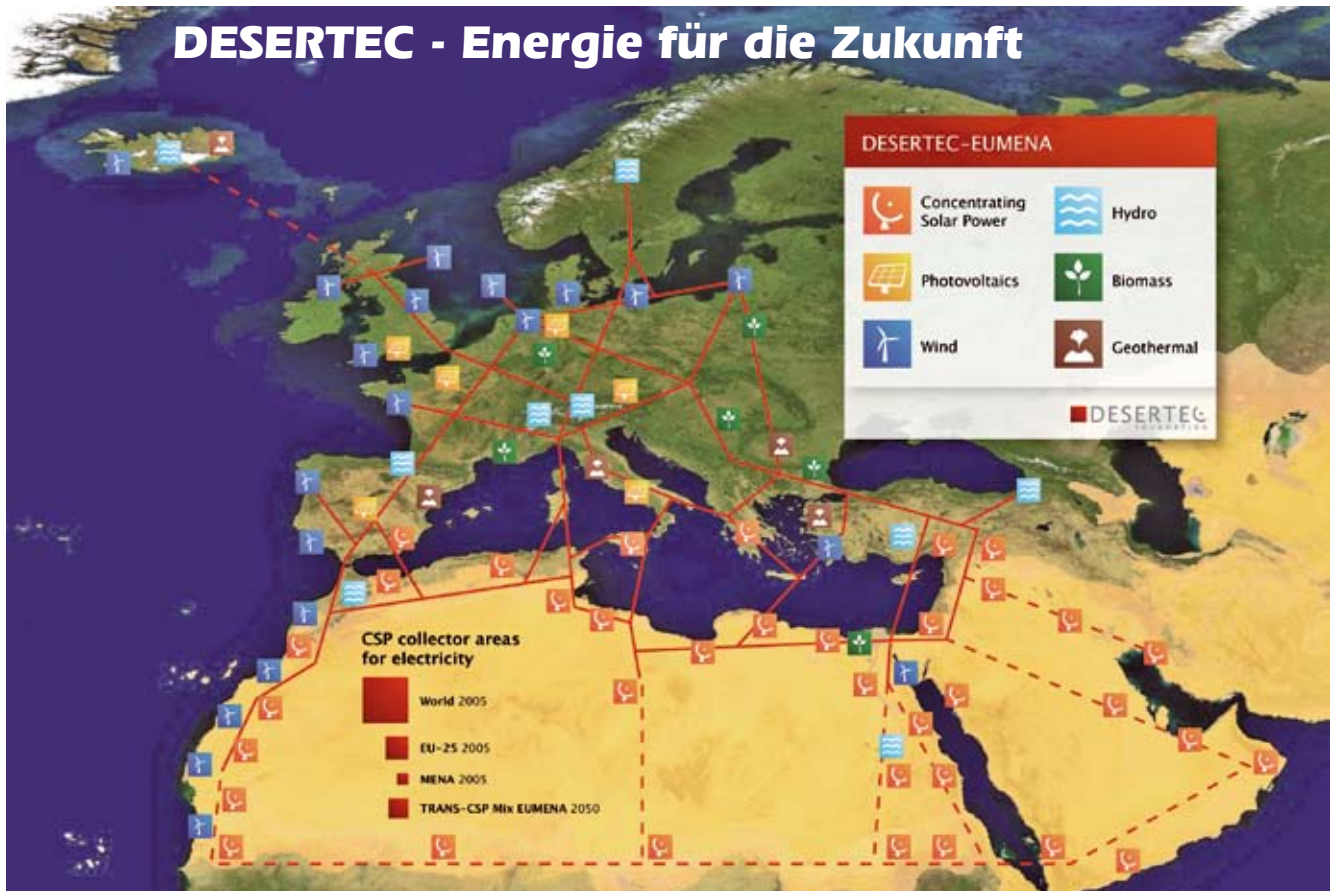 DESERTEC - Energie für die Zukunft
DESERTEC-EUMENA
Concentrating
Solar Power
Hydro
Photovoltaics
Biomass
Wind
Geothermal
DESERTEC
FOUNDATION
CSP collector areas
for electricity
World 2005
EU-25 2005
MENA 2005
TRANS-CSP Mix EUMENA 2050